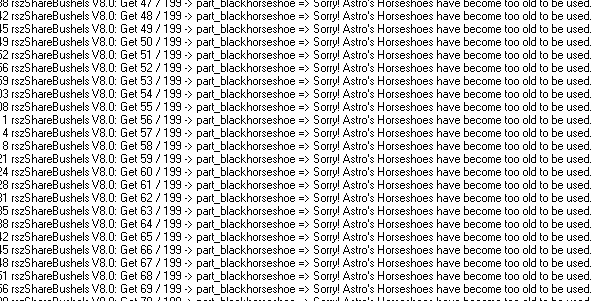 38 rszShareBushels V8.0: Get 47 / 199 -> part_blackhorseshoe => Sorry! Astro's Horseshoes have become too old to be used.
42 rszShareBushels V8.0: Get 48 / 199 -> part_blackhorseshoe => Sorry! Astro's Horseshoes have become too old to be used.
45 rszShareBushels V8.0: Get 49 / 199 -> part_blackhorseshoe => Sorry! Astro's Horseshoes have become too old to be used.
49 rszShareBushels V8.0: Get 50 / 199 -> part_blackhorseshoe => Sorry! Astro's Horseshoes have become too old to be used.
52 rszShareBushels V8.0: Get 51 / 199 -> part_blackhorseshoe => Sorry! Astro's Horseshoes have become too old to be used.
56 rszShareBushels V8.0: Get 52 / 199 -> part_blackhorseshoe => Sorry! Astro's Horseshoes have become too old to be used.
59 rszShareBushels V8.0: Get 53 / 199 -> part_blackhorseshoe => Sorry! Astro's Horseshoes have become too old to be used.
03 rszShareBushels V8.0: Get 54 / 199 -> part_blackhorseshoe => Sorry! Astro's Horseshoes have become too old to be used.
08 rszShareBushels V8.0: Get 55 / 199 -> part_blackhorseshoe => Sorry! Astro's Horseshoes have become too old to be used.
1 rszShareBushels V8.0: Get 56 / 199 -> part_blackhorseshoe => Sorry! Astro's Horseshoes have become too old to be used.
4 rszShareBushels V8.0: Get 57 / 199 -> part_blackhorseshoe => Sorry! Astro's Horseshoes have become too old to be used.
8 rszShareBushels V8.0: Get 58 / 199 -> part_blackhorseshoe => Sorry! Astro's Horseshoes have become too old to be used.
21 rszShareBushels V8.0: Get 59 / 199 -> part_blackhorseshoe => Sorry! Astro's Horseshoes have become too old to be used.
24 rszShareBushels V8.0: Get 60 / 199 -> part_blackhorseshoe => Sorry! Astro's Horseshoes have become too old to be used.
28 rszShareBushels V8.0: Get 61 / 199 -> part_blackhorseshoe => Sorry! Astro's Horseshoes have become too old to be used.
31 rszShareBushels V8.0: Get 62 / 199 -> part_blackhorseshoe => Sorry! Astro's Horseshoes have become too old to be used.
35 rszShareBushels V8.0: Get 63 / 199 -> part_blackhorseshoe => Sorry! Astro's Horseshoes have become too old to be used.
38 rszShareBushels V8.0: Get 64 / 199 -> part_blackhorseshoe => Sorry! Astro's Horseshoes have become too old to be used.
42 rszShareBushels V8.0: Get 65 / 199 -> part_blackhorseshoe => Sorry! Astro's Horseshoes have become too old to be used.
45 rszShareBushels V8.0: Get 66 / 199 -> part_blackhorseshoe => Sorry! Astro's Horseshoes have become too old to be used.
48 rszShareBushels V8.0: Get 67 / 199 -> part_blackhorseshoe => Sorry! Astro's Horseshoes have become too old to be used.
51 rszShareBushels V8.0: Get 68 / 199 -> part_blackhorseshoe => Sorry! Astro's Horseshoes have become too old to be used.
56 rszShareBushels V8.0: Get 69 / 199 -> part_blackhorseshoe => Sorry! Astro's Horseshoes have become too old to be used.